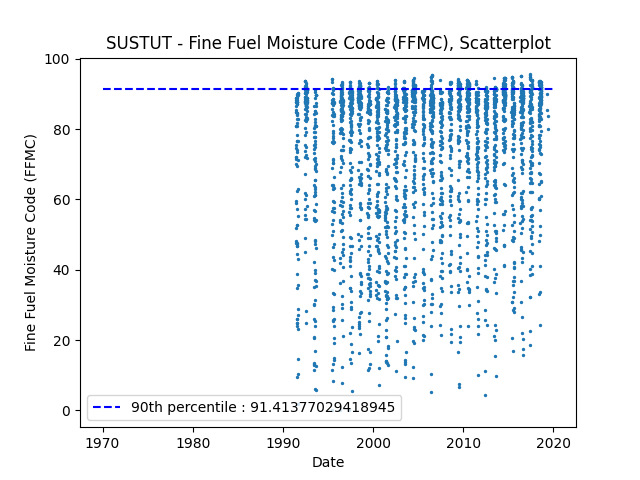 SUSTUT - Fine Fuel Moisture Code (FFMC), Scatterplot
Fine Fuel Moisture Code (FFMC)
100
80
60
40
20
0
90th percentile : 91.41377029418945
1970 1980 1990 2000 2010 2020
Date